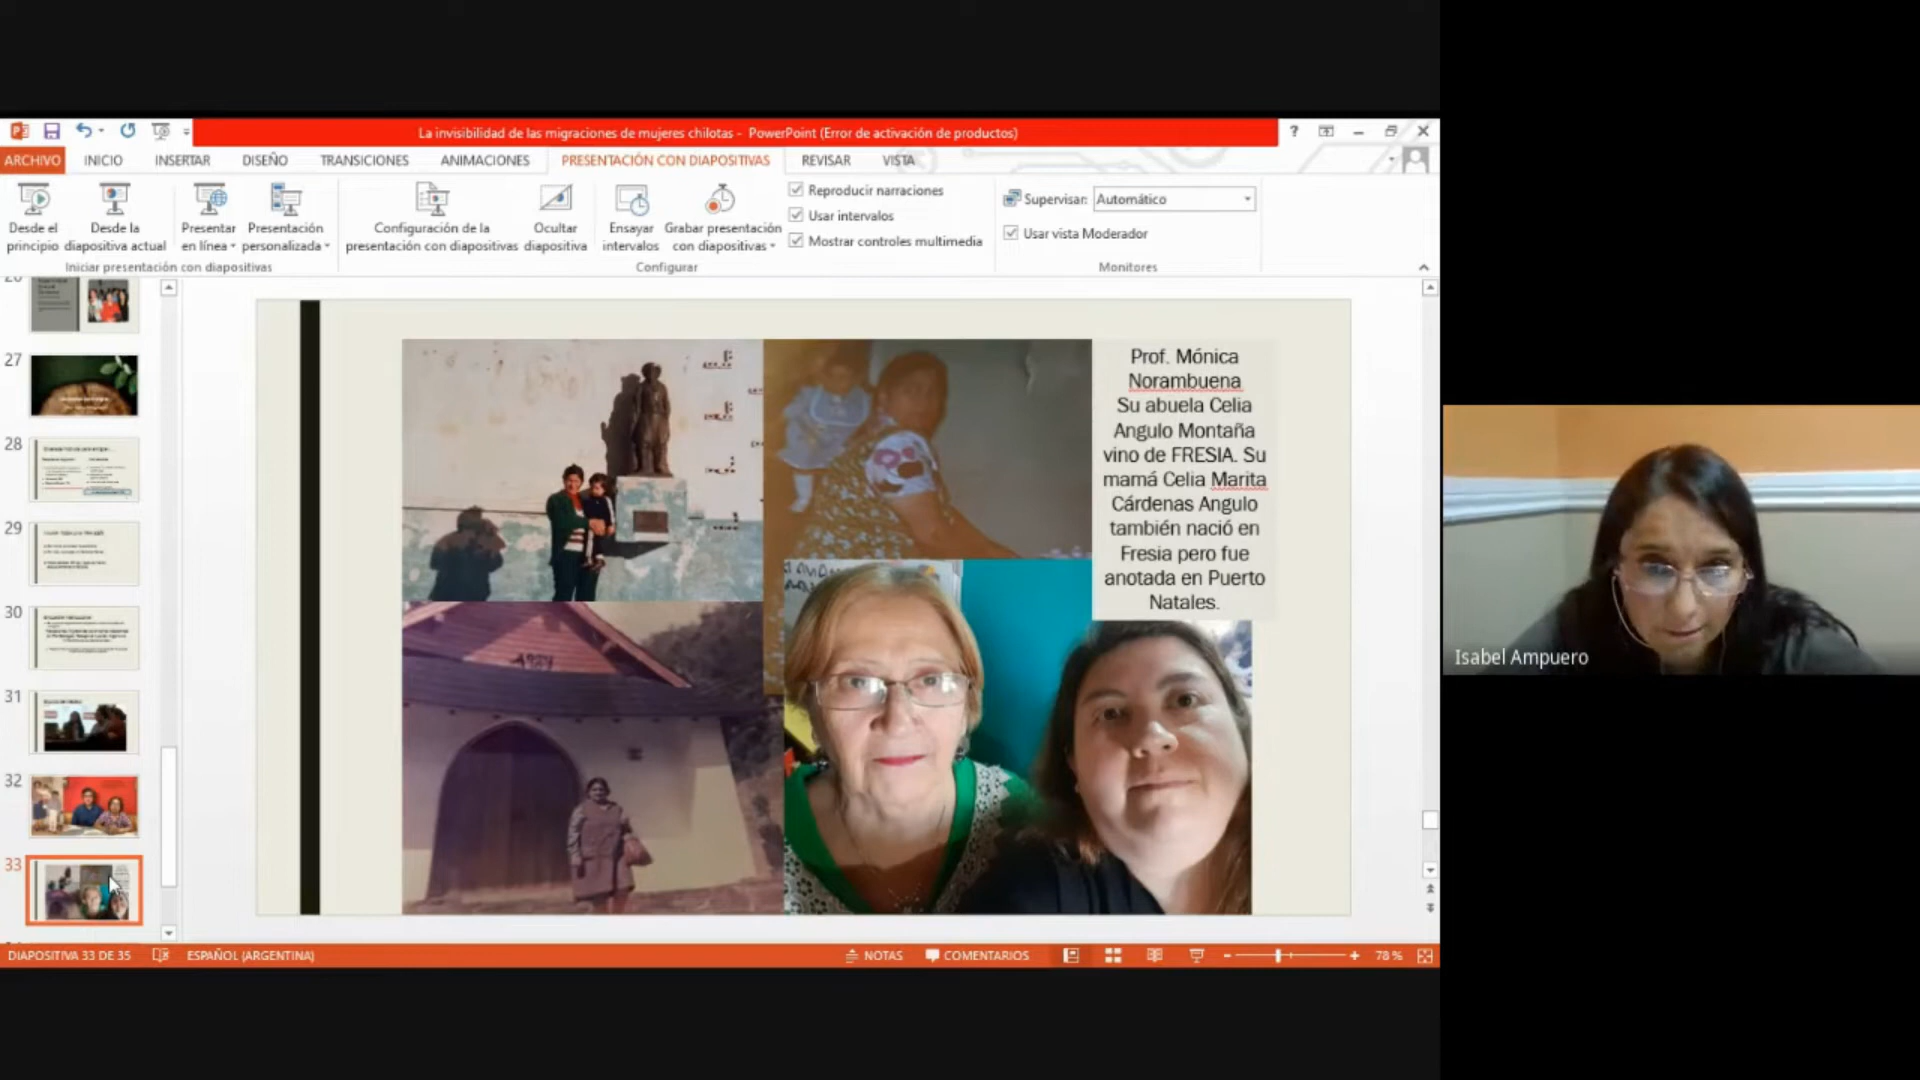 La invisibilidad de las migraciones de mujeres chilotas - PowerPoint (Error de activación de productos)
?
ARCHIVO INICIO INSERTAR DISEÑO TRANSICIONES ANIMACIONES PRESENTACIÓN CON DIAPOSITIVAS REVISAR VISTA
Desde el principio
Desde la diapositiva actual
Presentar en línea
Presentación personalizada
Iniciar presentación con diapositivas
Configuración de la presentación con diapositivas
Ocultar diapositiva
Ensayar intervalos
Grabar presentación con diapositivas
Configurar
Reproducir narraciones
Usar intervalos
Mostrar controles multimedia
Supervisar: Automático
Usar vista Moderador
Monitores
27
28
29
30
31
32
33
Prof. Mónica
Norambuena
Su abuela Celia
Angulo Montaña
vino de FRESIA. Su
mamá Celia Marita
Cárdenas Angulo
también nació en
Fresia pero fue
anotada en Puerto
Natales.
Isabel Ampuero
DIAPOSITIVA 33 DE 35 ESPAÑOL (ARGENTINA) NOTAS COMENTARIOS 78 %